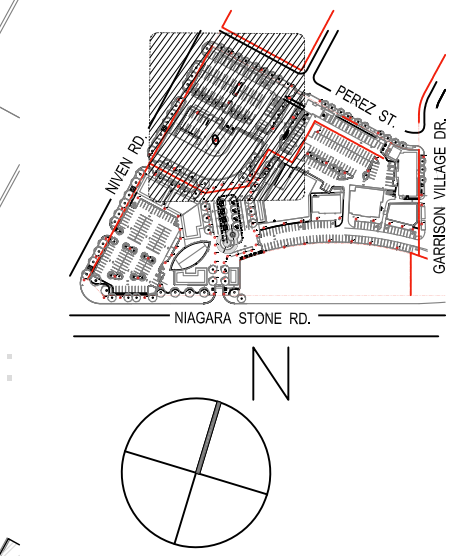 PEREZ ST.
NIVEN RD.
GARRISON VILLAGE DR.
NIAGARA STONE RD.
N